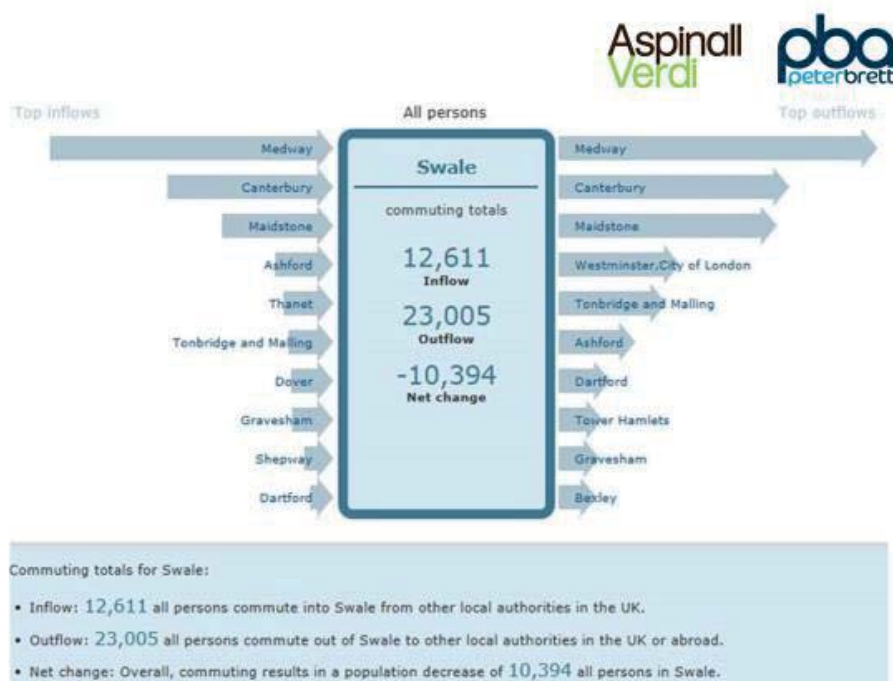 Aspinall
Verdi
pba
peterbrett
Top inflows
All persons
Top outflows
Medway
Canterbury
Maidstone
Ashford
Thanet
Tonbridge and Malling
Dover
Gravesham
Shepway
Dartford
Swale
commuting totals
12,611
Inflow
23,005
Outflow
-10,394
Net change
Medway
Canterbury
Maidstone
Westminster,City of London
Tonbridge and Malling
Ashford
Dartford
Tower Hamlets
Gravesham
Bexley
Commuting totals for Swale:
• Inflow: 12,611 all persons commute into Swale from other local authorities in the UK.
• Outflow: 23,005 all persons commute out of Swale to other local authorities in the UK or abroad.
• Net change: Overall, commuting results in a population decrease of 10,394 all persons in Swale.